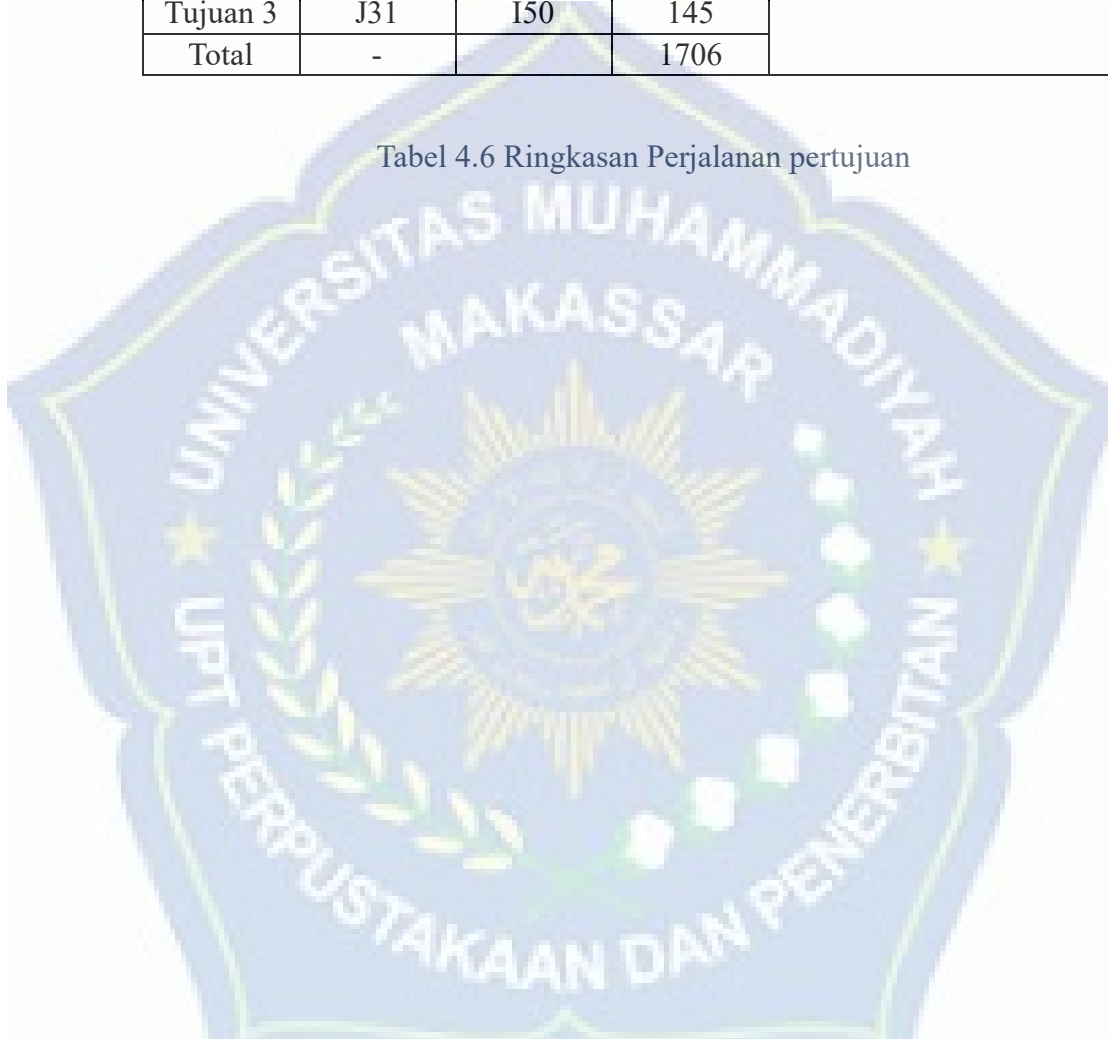 Tujuan 3 J31 I50 145
Total - 1706
Tabel 4.6 Ringkasan Perjalanan pertujuan
UNIVERSITAS MUHAMMADIYAH
MAKASSAR
UPT PERPUSTAKAAN DAN PENERBITAN